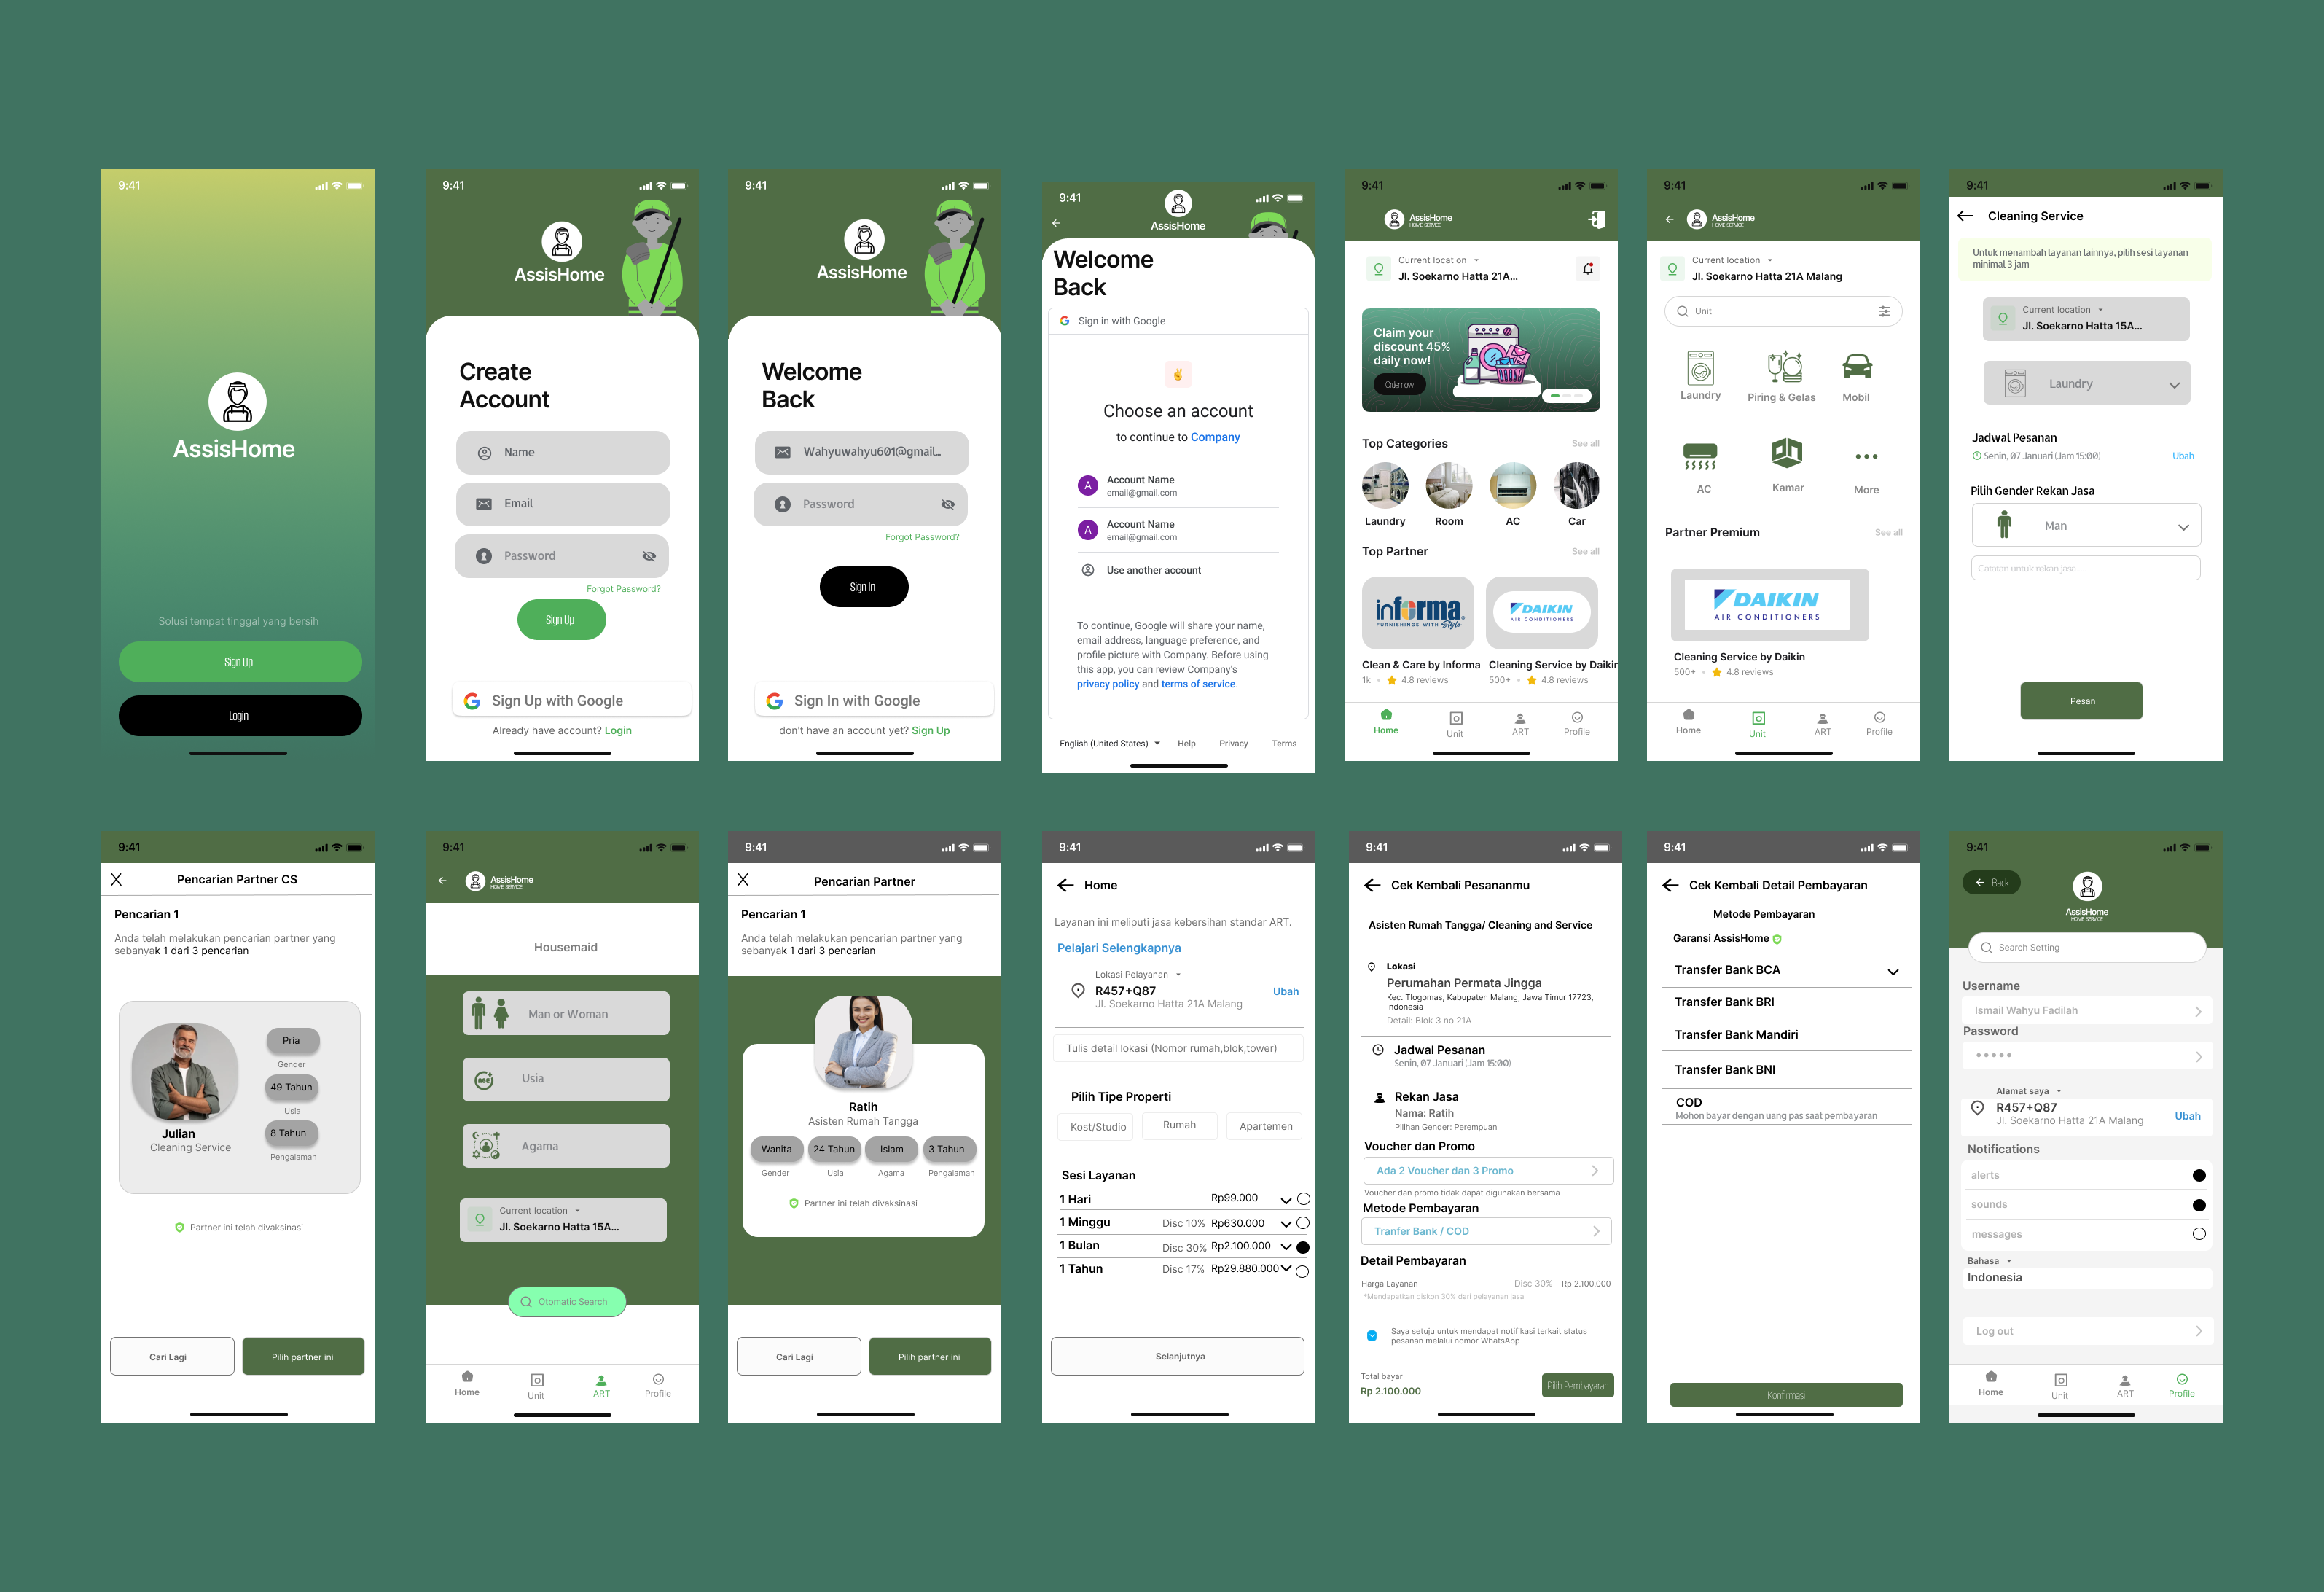 9:41
AssisHome
Solusi tempat tinggal yang bersih
Sign Up
Login
9:41
AssisHome
Create
Account
Name
Email
Password
Forgot Password?
Sign Up
Sign Up with Google
Already have account? Login
9:41
AssisHome
Welcome
Back
Wahyuwahyu601@gmail...
Password
Forgot Password?
Sign In
Sign In with Google
don't have an account yet? Sign Up
9:41
AssisHome
Welcome
Back
Sign in with Google
Choose an account
to continue to Company
A
Account Name
email@gmail.com
A
Account Name
email@gmail.com
Use another account
To continue, Google will share your name,
email address, language preference, and
profile picture with Company. Before using
this app, you can review Company's
privacy policy and terms of service.
English (United States)
Help
Privacy
Terms
9:41
AssisHome
HOME SERVICE
Current location
Jl. Soekarno Hatta 21A...
Claim your
discount 45%
daily now!
Order now
Top Categories
See all
Laundry
Room
AC
Car
Top Partner
See all
informa
FURNISHINGS WITH Style
DAIKIN
AIR CONDITIONERS
Clean & Care by Informa
Cleaning Service by Daikin
1k
4.8 reviews
500+
4.8 reviews
Home
Unit
ART
Profile
9:41
AssisHome
HOME SERVICE
Current location
Jl. Soekarno Hatta 21A Malang
Unit
Laundry
Piring & Gelas
Mobil
AC
Kamar
More
Partner Premium
See all
DAIKIN
AIR CONDITIONERS
Cleaning Service by Daikin
500+
4.8 reviews
Home
Unit
ART
Profile
9:41
Cleaning Service
Untuk menambah layanan lainnya, pilih sesi layanan
minimal 3 jam
Current location
Jl. Soekarno Hatta 15A...
Laundry
Jadwal Pesanan
Senin, 07 Januari (Jam 15:00)
Ubah
Pilih Gender Rekan Jasa
Man
Catatan untuk rekan jasa....
Pesan
9:41
X
Pencarian Partner CS
Pencarian 1
Anda telah melakukan pencarian partner yang
sebanyak 1 dari 3 pencarian
Pria
Gender
49 Tahun
Usia
8 Tahun
Pengalaman
Julian
Cleaning Service
Partner ini telah divaksinasi
Cari Lagi
Pilih partner ini
9:41
AssisHome
HOME SERVICE
Housemaid
Man or Woman
AGE
Usia
Agama
Current location
Jl. Soekarno Hatta 15A...
Otomatic Search
Home
Unit
ART
Profile
9:41
X
Pencarian Partner
Pencarian 1
Anda telah melakukan pencarian partner yang
sebanyak 1 dari 3 pencarian
Ratih
Asisten Rumah Tangga
Wanita
24 Tahun
Islam
3 Tahun
Gender
Usia
Agama
Pengalaman
Partner ini telah divaksinasi
Cari Lagi
Pilih partner ini
9:41
Home
Layanan ini meliputi jasa kebersihan standar ART.
Pelajari Selengkapnya
Lokasi Pelayanan
R457+Q87
Jl. Soekarno Hatta 21A Malang
Ubah
Tulis detail lokasi (Nomor rumah,blok,tower)
Pilih Tipe Properti
Kost/Studio
Rumah
Apartemen
Sesi Layanan
1 Hari Rp99.000
1 Minggu Disc 10% Rp630.000
1 Bulan Disc 30% Rp2.100.000
1 Tahun Disc 17% Rp29.880.000
Selanjutnya
9:41
Cek Kembali Pesananmu
Asisten Rumah Tangga/ Cleaning and Service
Lokasi
Perumahan Permata Jingga
Kec. Tlogomas, Kabupaten Malang, Jawa Timur 17723,
Indonesia
Detail: Blok 3 no 21A
Jadwal Pesanan
Senin, 07 Januari (Jam 15:00)
Rekan Jasa
Nama: Ratih
Pilihan Gender: Perempuan
Voucher dan Promo
Ada 2 Voucher dan 3 Promo
Voucher dan promo tidak dapat digunakan bersama
Metode Pembayaran
Tranfer Bank / COD
Detail Pembayaran
Harga Layanan Disc 30% Rp 2.100.000
*Mendapatkan diskon 30% dari pelayanan jasa
Saya setuju untuk mendapat notifikasi terkait status
pesanan melalui nomor WhatsApp
Total bayar
Rp 2.100.000
Pilih Pembayaran
9:41
Cek Kembali Detail Pembayaran
Metode Pembayaran
Garansi AssisHome
Transfer Bank BCA
Transfer Bank BRI
Transfer Bank Mandiri
Transfer Bank BNI
COD
Mohon bayar dengan uang pas saat pembayaran
Konfirmasi
9:41
Back
AssisHome
HOME SERVICE
Search Setting
Username
Ismail Wahyu Fadilah
Password
Alamat saya
R457+Q87
Jl. Soekarno Hatta 21A Malang
Ubah
Notifications
alerts
sounds
messages
Bahasa
Indonesia
Log out
Home
Unit
ART
Profile